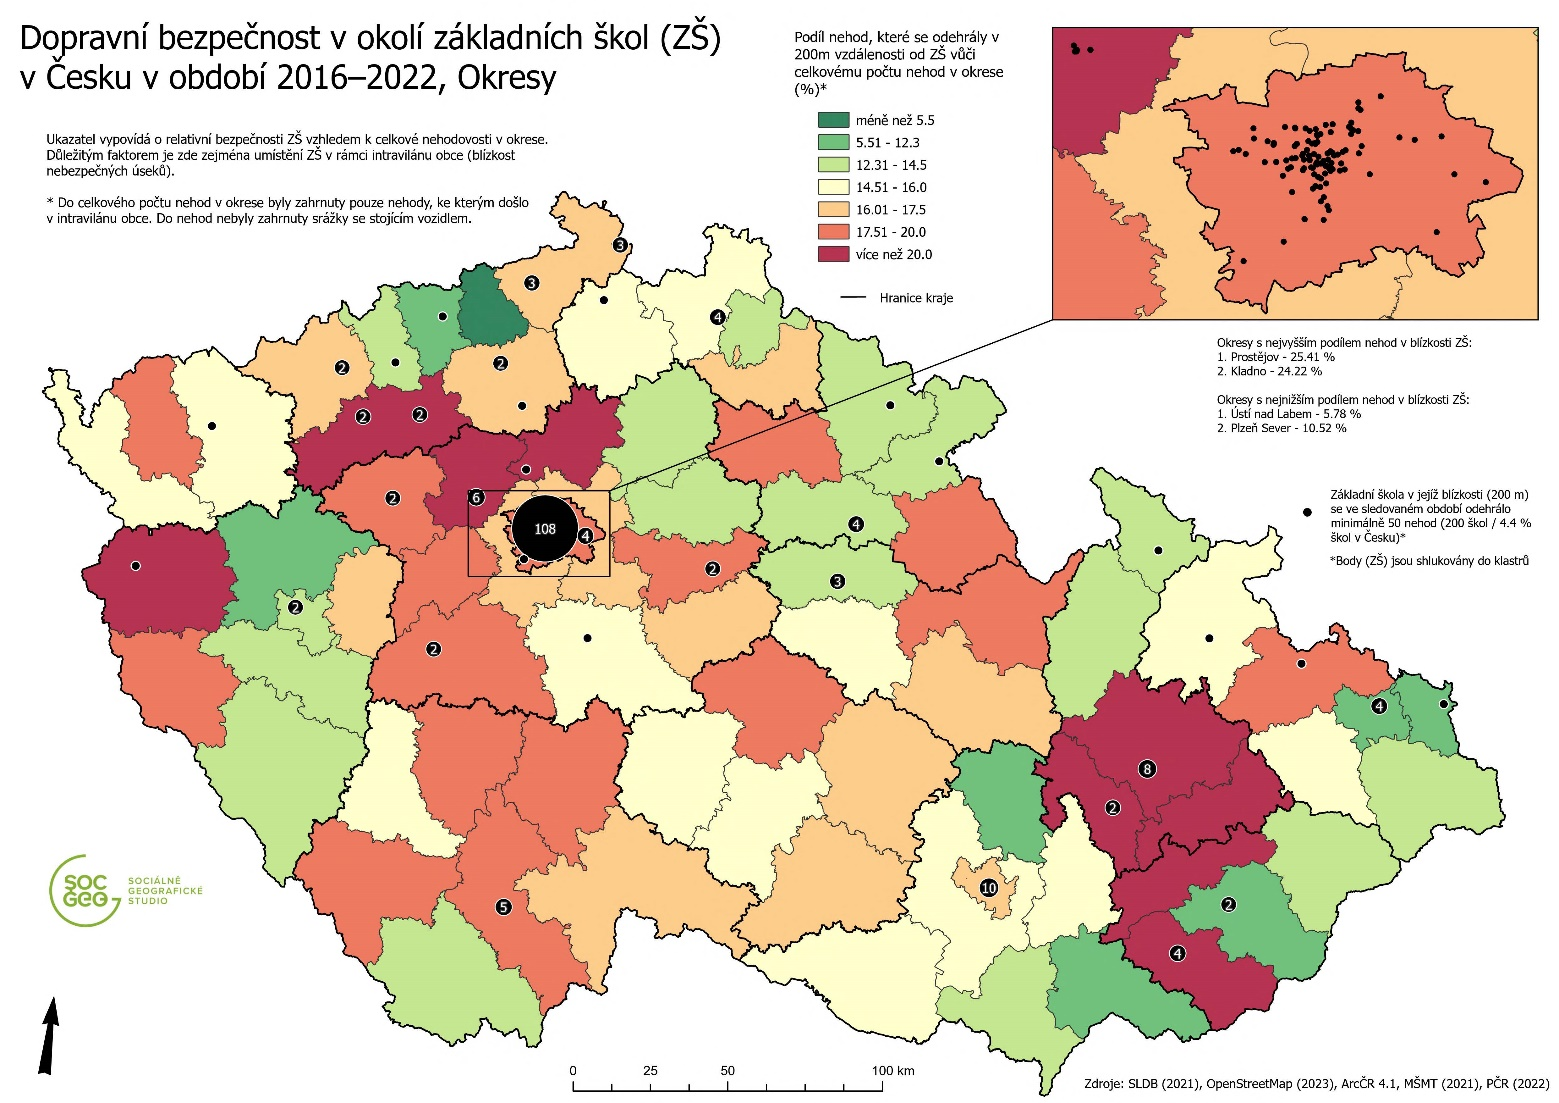 Dopravní bezpečnost v okolí základních škol (ZŠ)
v Česku v období 2016–2022, Okresy
Ukazatel vypovídá o relativní bezpečnosti ZŠ vzhledem k celkové nehodovosti v okrese.
Důležitým faktorem je zde zejména umístění ZŠ v rámci intravilánu obce (blízkost
nebezpečných úseků).
* Do celkového počtu nehod v okrese byly zahrnuty pouze nehody, ke kterým došlo
v intravilánu obce. Do nehod nebyly zahrnuty srážky se stojícím vozidlem.
Podíl nehod, které se odehrály v
200m vzdálenosti od ZŠ vůči
celkovému počtu nehod v okrese
(%)*
méně než 5.5
5.51 - 12.3
12.31 - 14.5
14.51 - 16.0
16.01 - 17.5
17.51 - 20.0
více než 20.0
Hranice kraje
Okresy s nejvyšším podílem nehod v blízkosti ZŠ:
1. Prostějov - 25.41 %
2. Kladno - 24.22 %
Okresy s nejnižším podílem nehod v blízkosti ZŠ:
1. Ústí nad Labem - 5.78 %
2. Plzeň Sever - 10.52 %
Základní škola v jejíž blízkosti (200 m)
se ve sledovaném období odehrálo
minimálně 50 nehod (200 škol / 4.4 %
škol v Česku)*
*Body (ZŠ) jsou shlukovány do klastrů
3
3
4
2
2
2
2
2
6
108
4
4
2
3
2
2
4
8
2
10
5
2
4
SOC
GEO
SOCIÁLNĚ
GEOGRAFICKÉ
STUDIO
0 25 50 100 km
Zdroje: SLDB (2021), OpenStreetMap (2023), ArcČR 4.1, MŠMT (2021), PČR (2022)